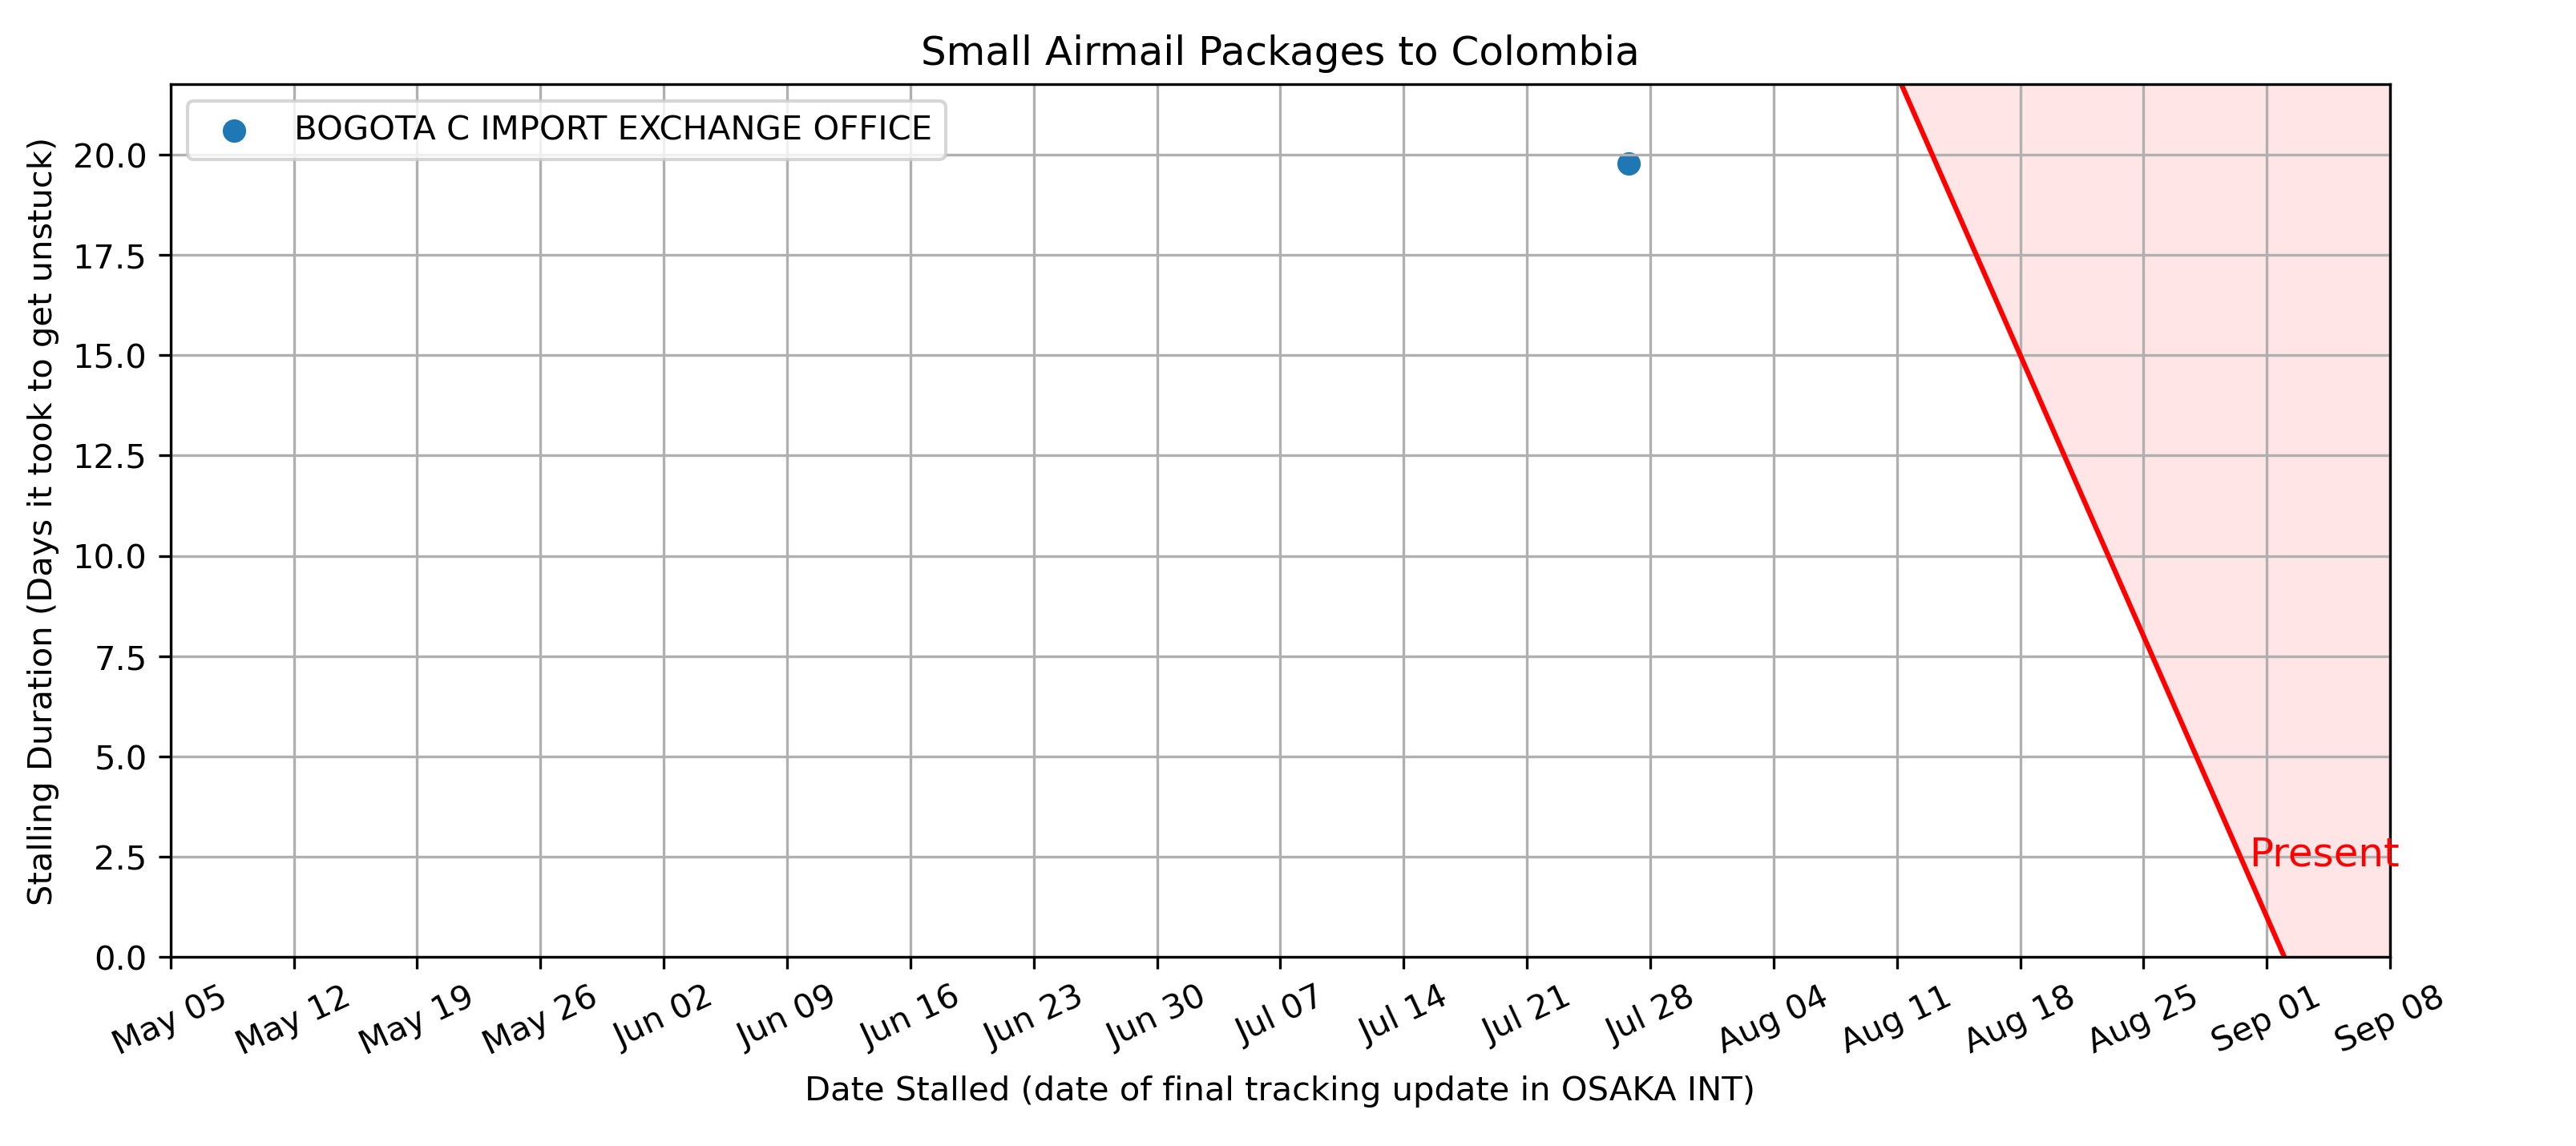 Small Airmail Packages to Colombia
BOGOTA C IMPORT EXCHANGE OFFICE
Stalling Duration (Days it took to get unstuck)
20.0
17.5
15.0
12.5
10.0
7.5
5.0
2.5
0.0
Present
May 05 May 12 May 19 May 26 Jun 02 Jun 09 Jun 16 Jun 23 Jun 30 Jul 07 Jul 14 Jul 21 Jul 28 Aug 04 Aug 11 Aug 18 Aug 25 Sep 01 Sep 08
Date Stalled (date of final tracking update in OSAKA INT)